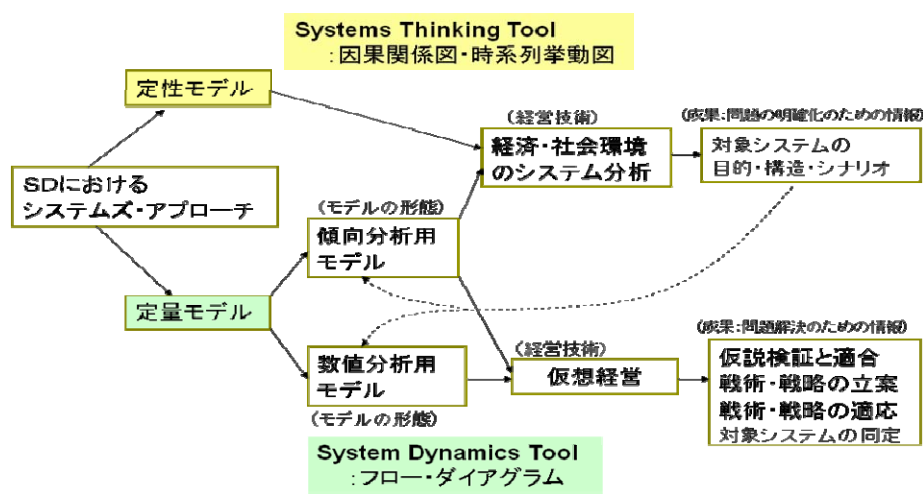 Systems Thinking Tool
：因果関係図・時系列挙動図
定性モデル
(経営技術)
(成果：問題の明確化のための情報)
経済・社会環境
のシステム分析
対象システムの
目的・構造・シナリオ
SDにおける
システムズ・アプローチ
(モデルの形態)
傾向分析用
モデル
定量モデル
(成果：問題解決のための情報)
数値分析用
モデル
(経営技術)
仮想経営
仮説検証と適合
戦術・戦略の立案
戦術・戦略の適応
対象システムの同定
(モデルの形態)
System Dynamics Tool
：フロー・ダイアグラム